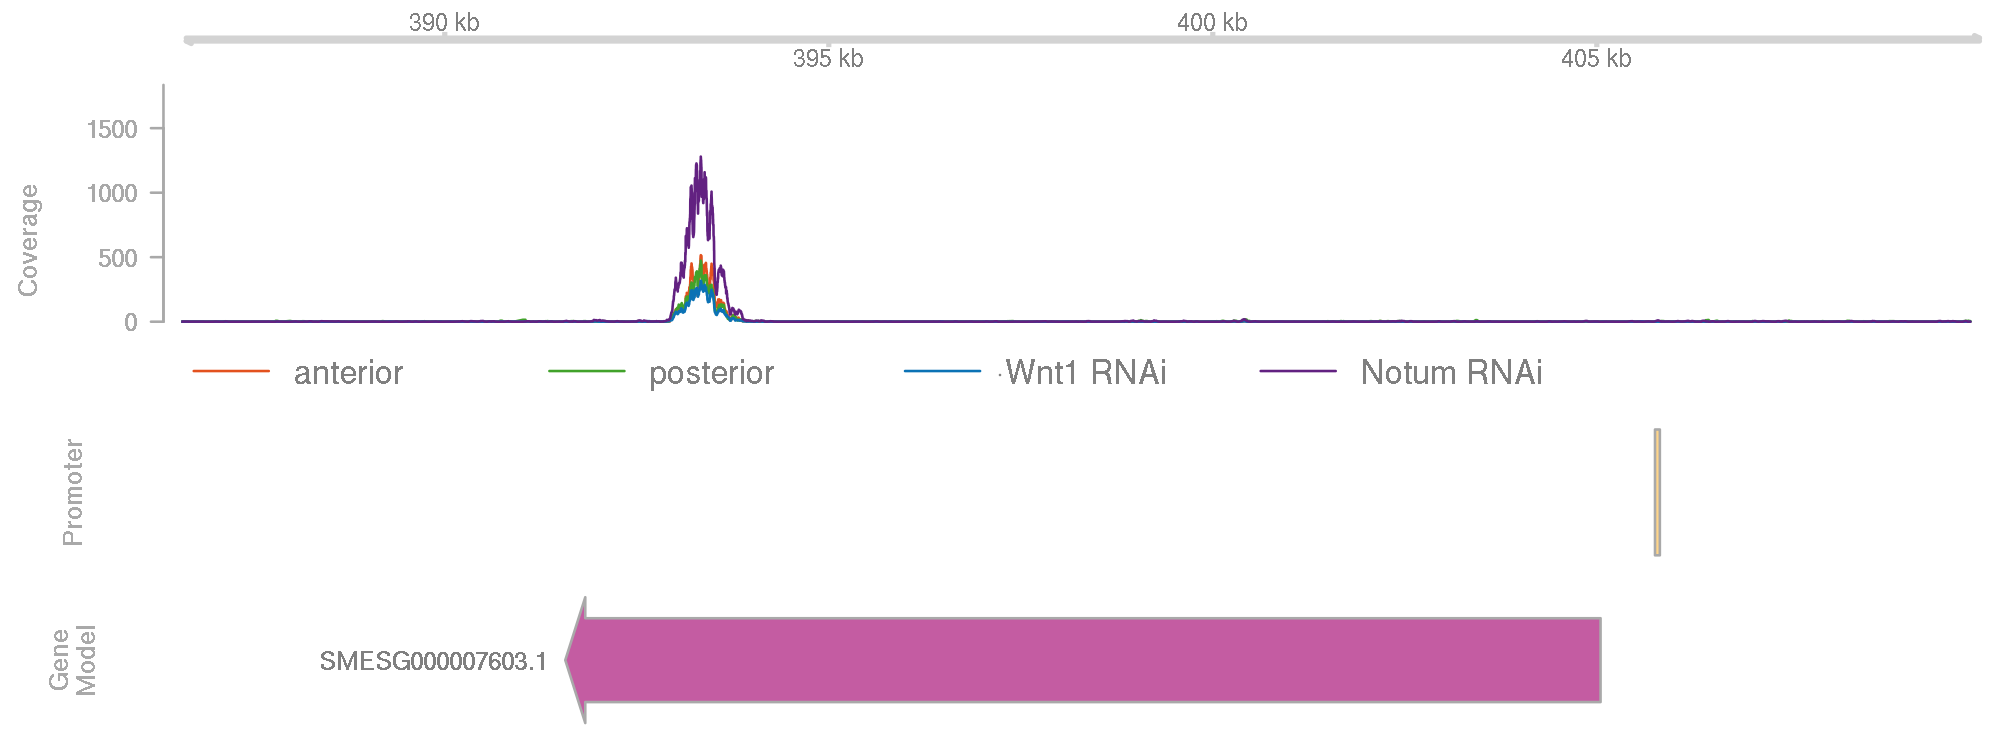 390 kb
400 kb
395 kb
405 kb
Coverage
1500
1000
500
0
anterior
posterior
Wnt1 RNAi
Notum RNAi
Promoter
Gene
Model
SMESG000007603.1